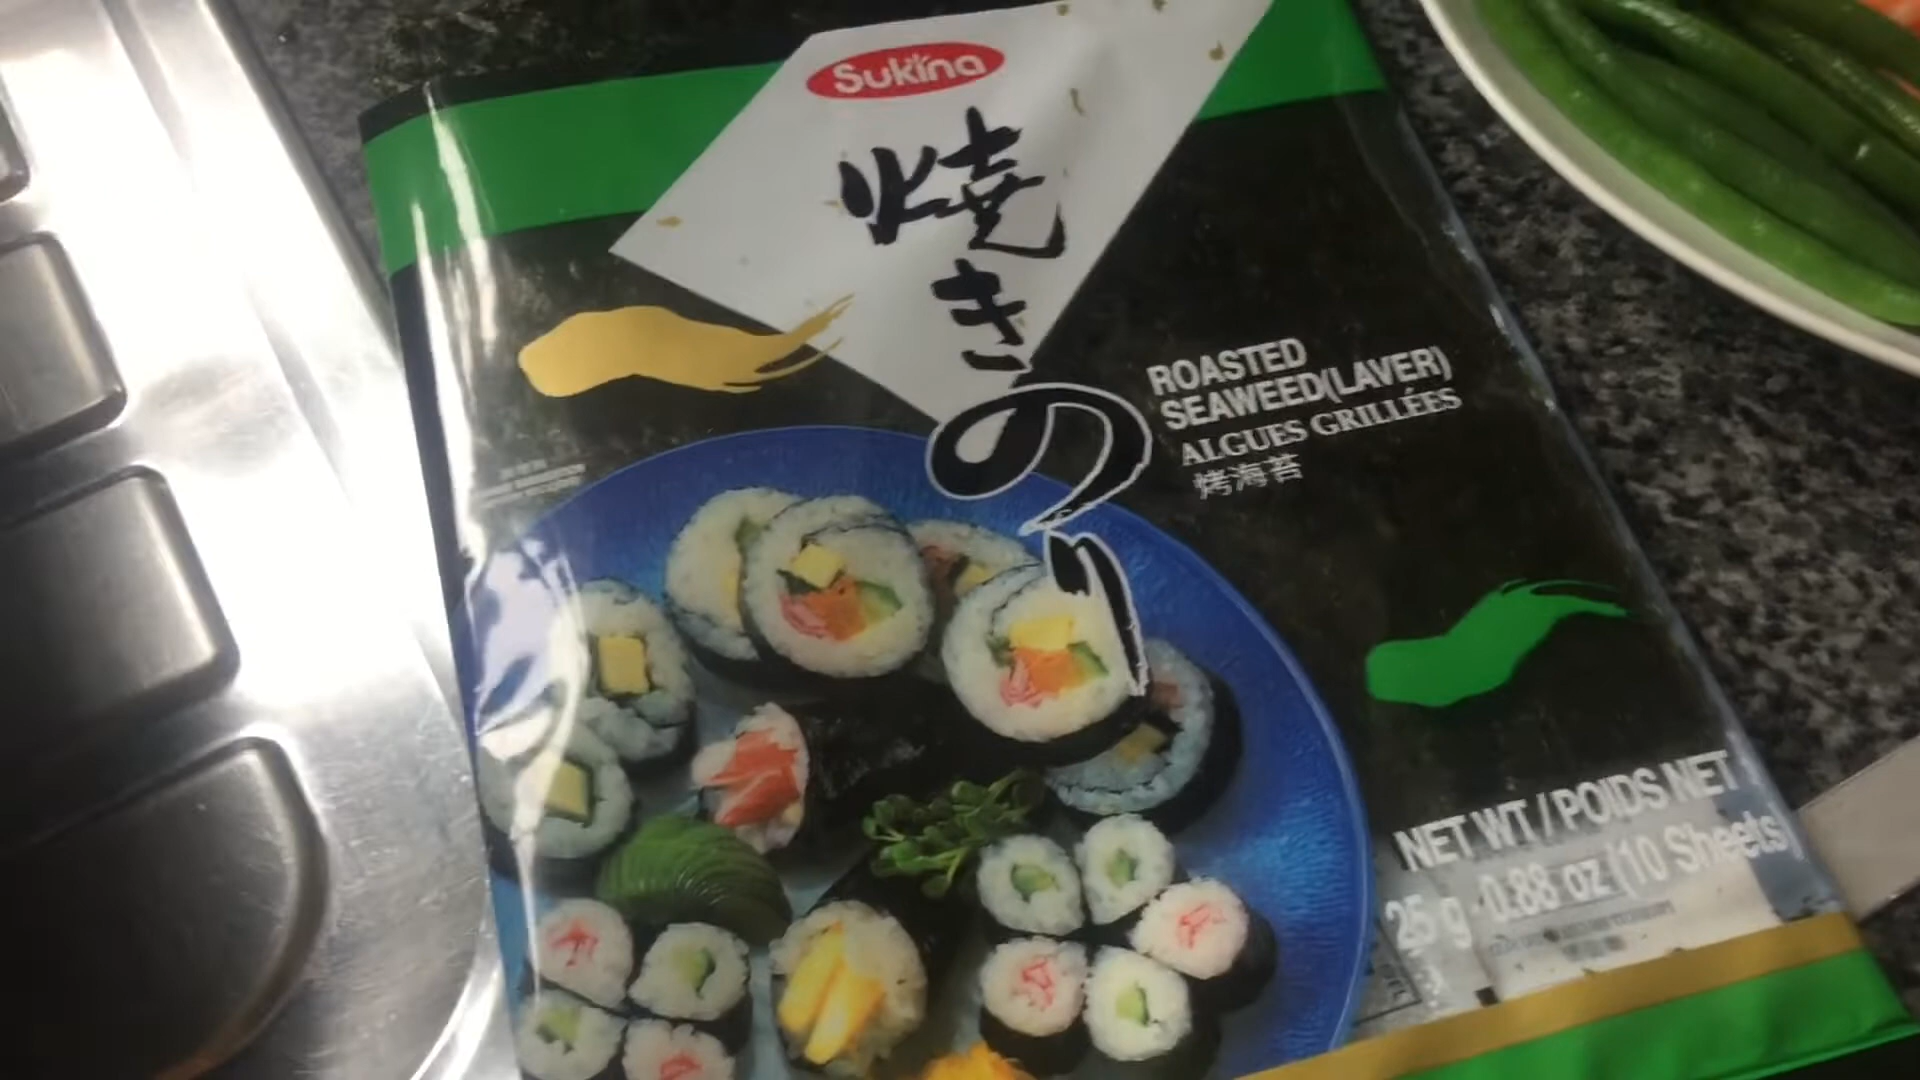 Sukina
焼きのり
ROASTED
SEAWEED(LAVER)
ALGUES GRILLÉES
烤海苔
NET WT / POIDS NET
25 g · 0.88 oz (10 Sheets)